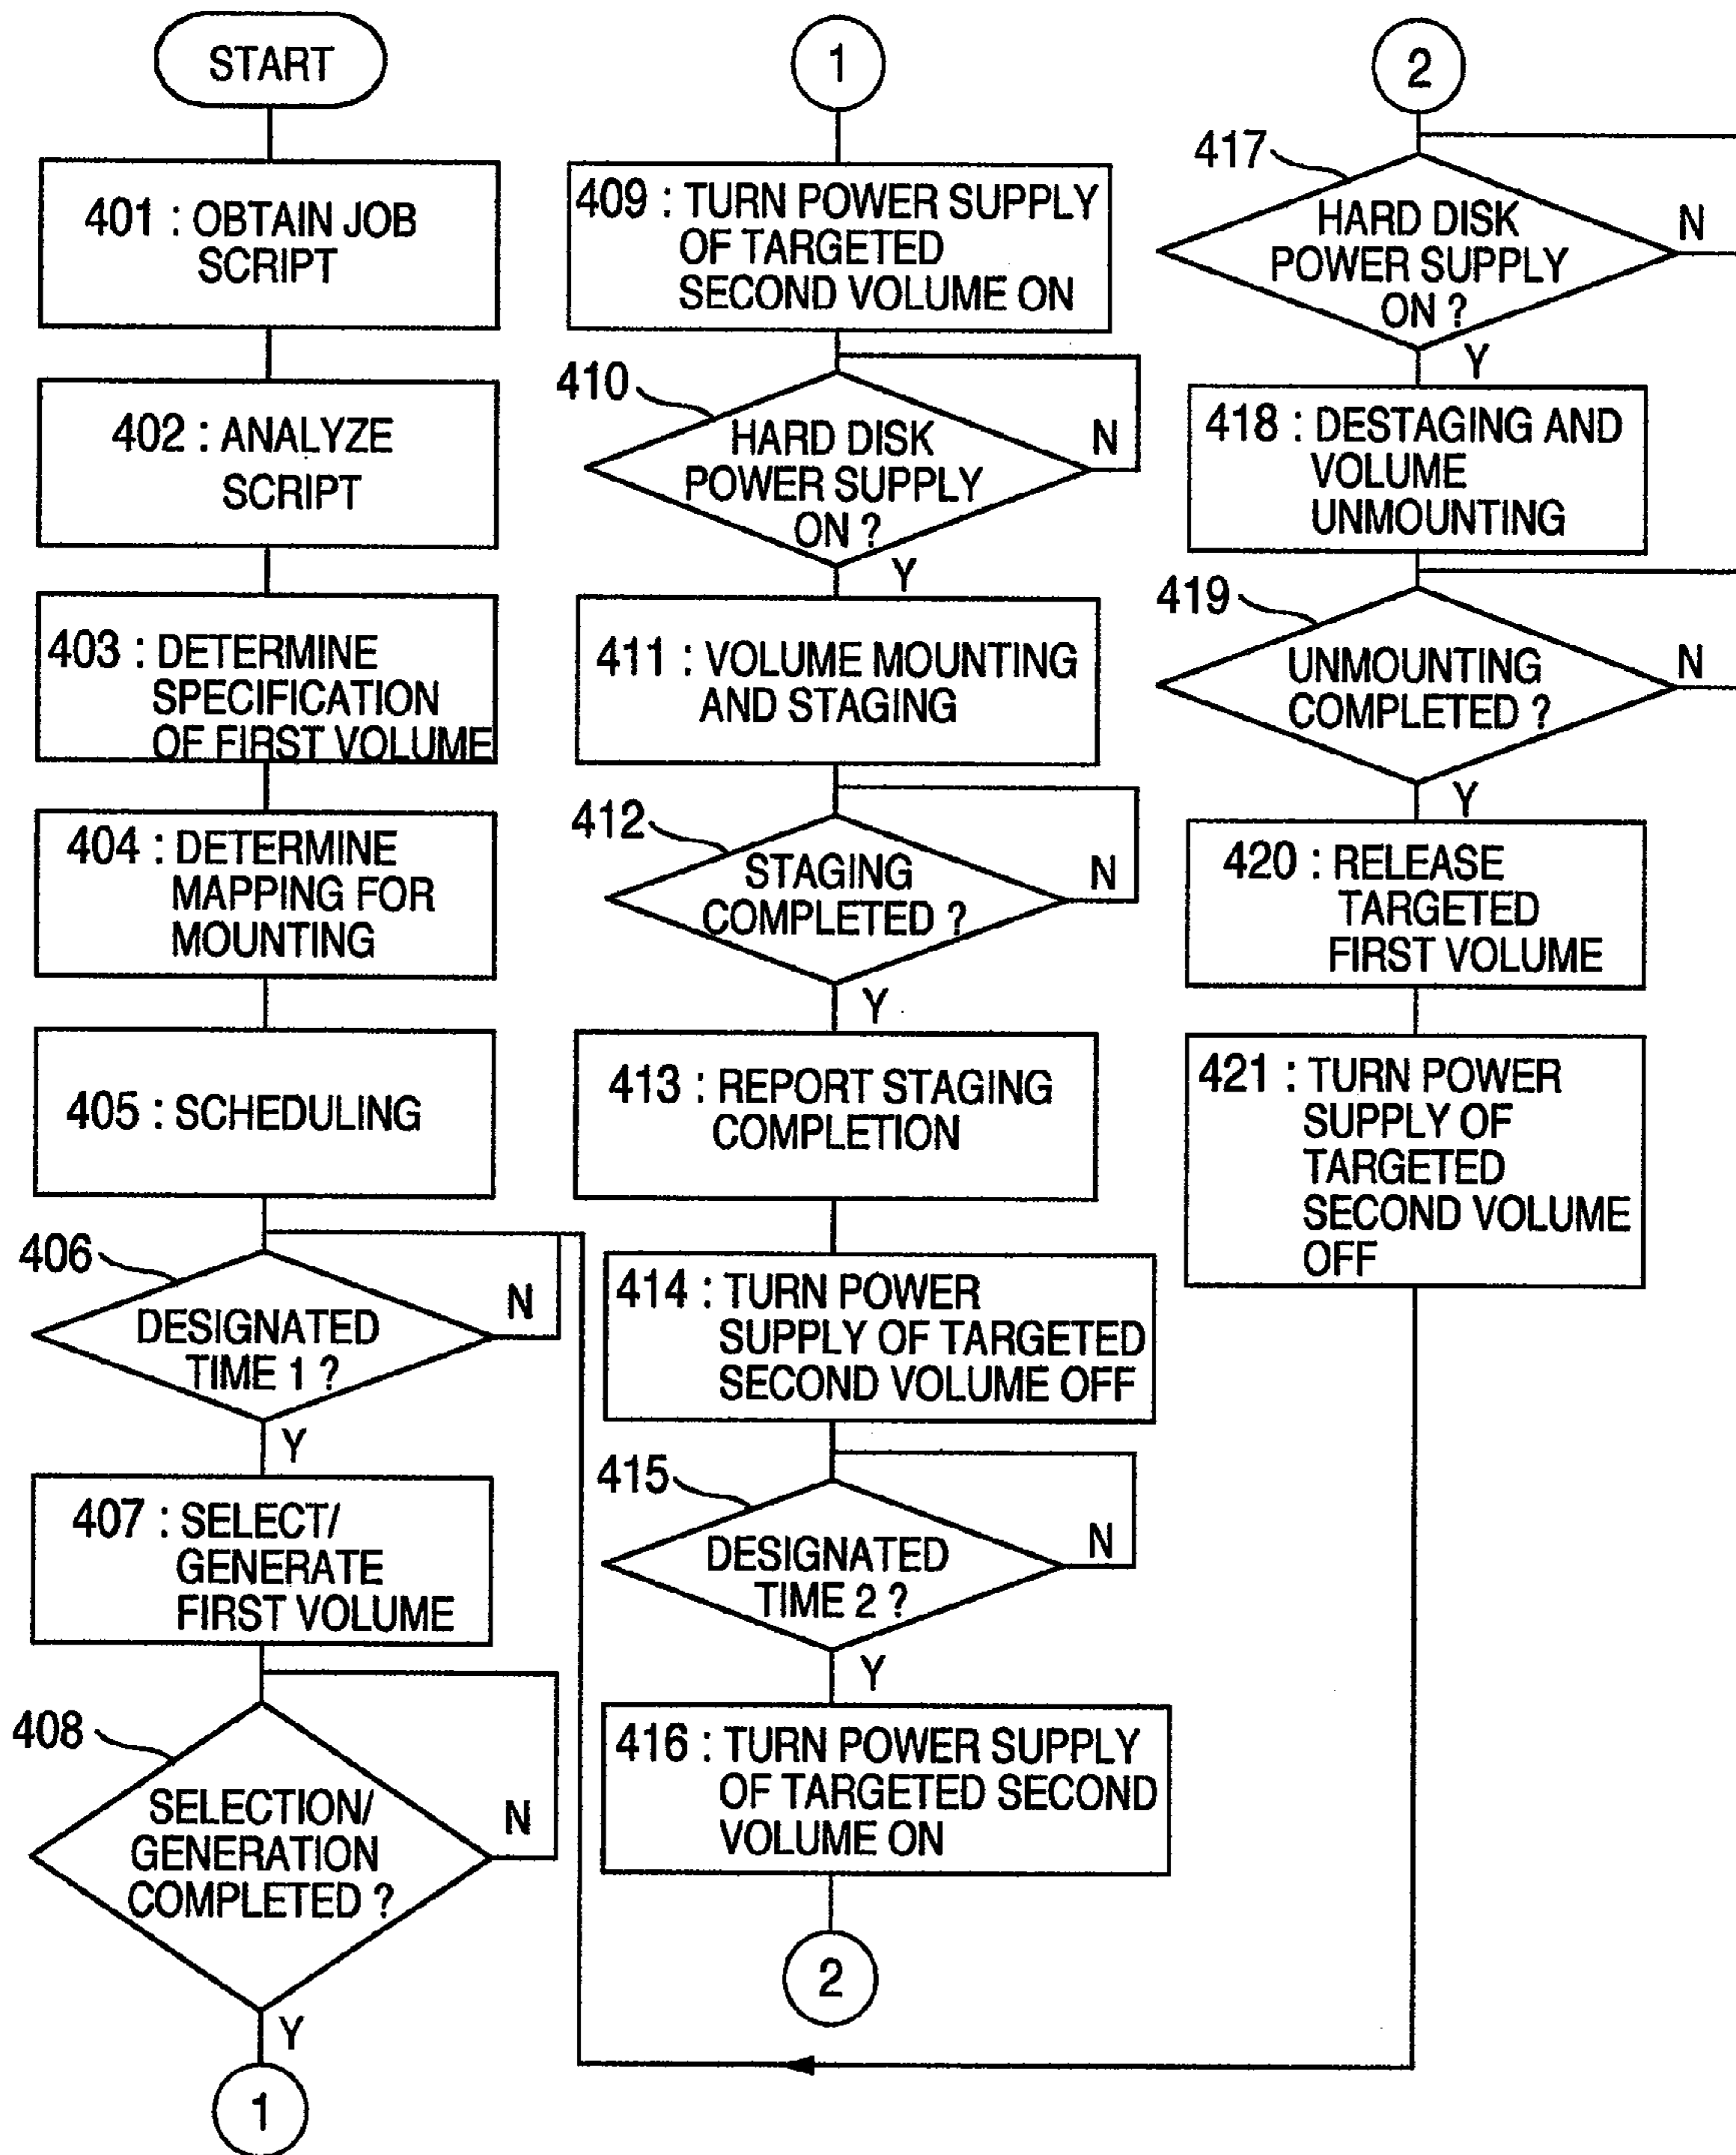 START
401 : OBTAIN JOB
SCRIPT
402 : ANALYZE
SCRIPT
403 : DETERMINE
SPECIFICATION
OF FIRST VOLUME
404 : DETERMINE
MAPPING FOR
MOUNTING
405 : SCHEDULING
406
DESIGNATED
TIME 1 ?
N
Y
407 : SELECT/
GENERATE
FIRST VOLUME
408
SELECTION/
GENERATION
COMPLETED ?
N
Y
1
1
409 : TURN POWER SUPPLY
OF TARGETED
SECOND VOLUME ON
410
HARD DISK
POWER SUPPLY
ON ?
N
Y
411 : VOLUME MOUNTING
AND STAGING
412
STAGING
COMPLETED ?
N
Y
413 : REPORT STAGING
COMPLETION
414 : TURN POWER
SUPPLY OF TARGETED
SECOND VOLUME OFF
415
DESIGNATED
TIME 2 ?
N
Y
416 : TURN POWER SUPPLY
OF TARGETED SECOND
VOLUME ON
2
2
417
HARD DISK
POWER SUPPLY
ON ?
N
Y
418 : DESTAGING AND
VOLUME
UNMOUNTING
419
UNMOUNTING
COMPLETED ?
N
Y
420 : RELEASE
TARGETED
FIRST VOLUME
421 : TURN POWER
SUPPLY OF
TARGETED
SECOND VOLUME
OFF